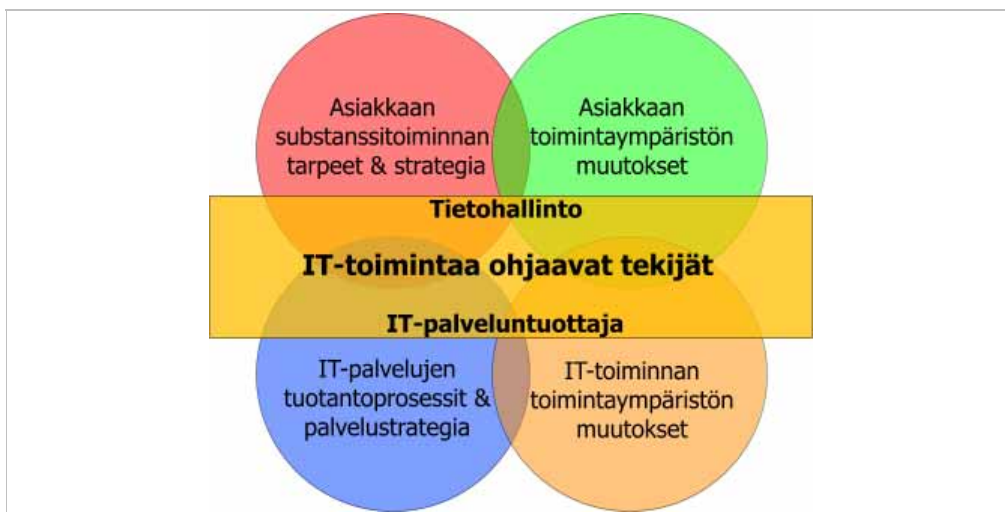 Asiakkaan
substanssitoiminnan
tarpeet & strategia
Asiakkaan
toimintaympäristön
muutokset
Tietohallinto
IT-toimintaa ohjaavat tekijät
IT-palveluntuottaja
IT-palvelujen
tuotantoprosessit &
palvelustrategia
IT-toiminnan
toimintaympäristön
muutokset